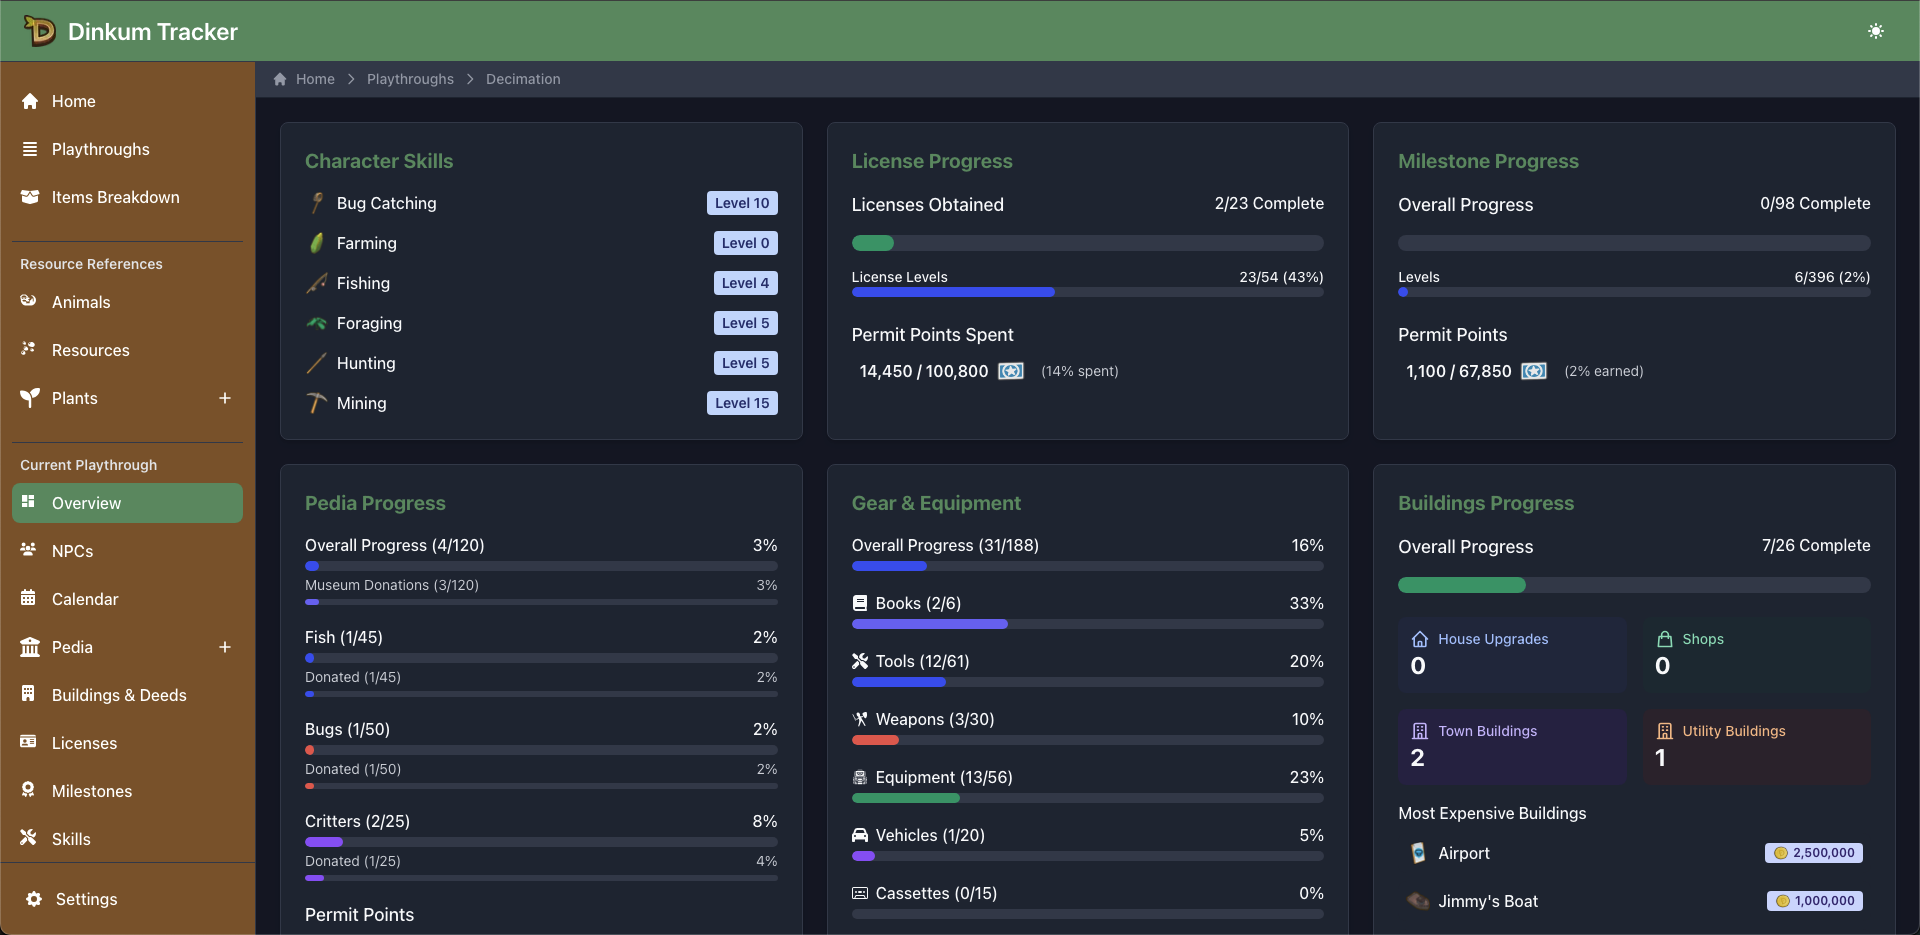 Dinkum Tracker
Home
Playthroughs
Items Breakdown
Resource References
Animals
Resources
Plants
Current Playthrough
Overview
NPCs
Calendar
Pedia
Buildings & Deeds
Licenses
Milestones
Skills
Settings
Home Playthroughs Decimation
Character Skills
Bug Catching Level 10
Farming Level 0
Fishing Level 4
Foraging Level 5
Hunting Level 5
Mining Level 15
License Progress
Licenses Obtained 2/23 Complete
License Levels 23/54 (43%)
Permit Points Spent
14,450 / 100,800 (14% spent)
Milestone Progress
Overall Progress 0/98 Complete
Levels 6/396 (2%)
Permit Points
1,100 / 67,850 (2% earned)
Pedia Progress
Overall Progress (4/120) 3%
Museum Donations (3/120) 3%
Fish (1/45) 2%
Donated (1/45) 2%
Bugs (1/50) 2%
Donated (1/50) 2%
Critters (2/25) 8%
Donated (1/25) 4%
Permit Points
Gear & Equipment
Overall Progress (31/188) 16%
Books (2/6) 33%
Tools (12/61) 20%
Weapons (3/30) 10%
Equipment (13/56) 23%
Vehicles (1/20) 5%
Cassettes (0/15) 0%
Buildings Progress
Overall Progress 7/26 Complete
House Upgrades
0
Shops
0
Town Buildings
2
Utility Buildings
1
Most Expensive Buildings
Airport 2,500,000
Jimmy's Boat 1,000,000